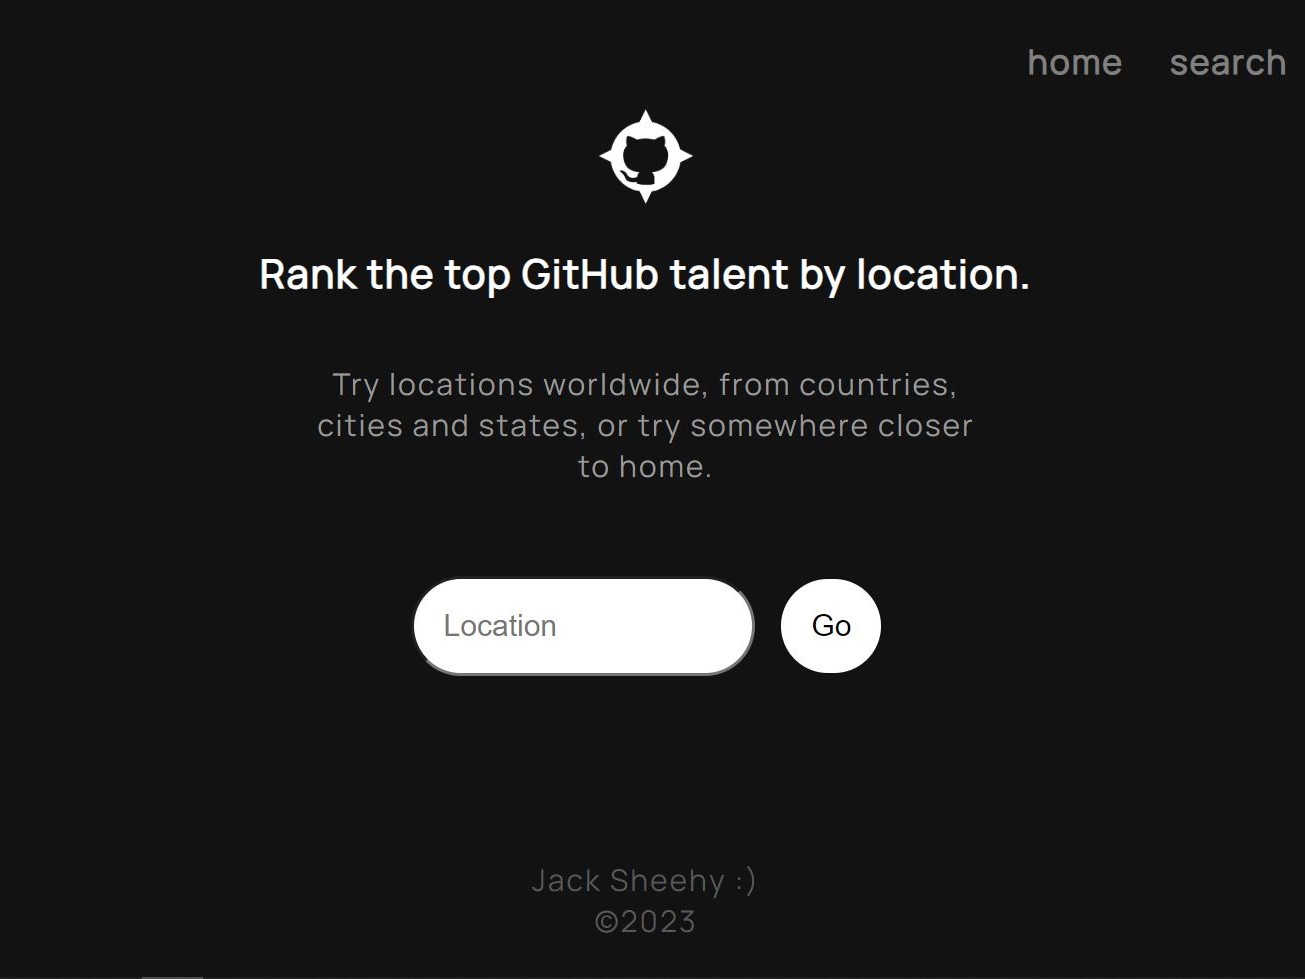 home search
Rank the top GitHub talent by location.
Try locations worldwide, from countries,
cities and states, or try somewhere closer
to home.
Location Go
Jack Sheehy :)
©2023